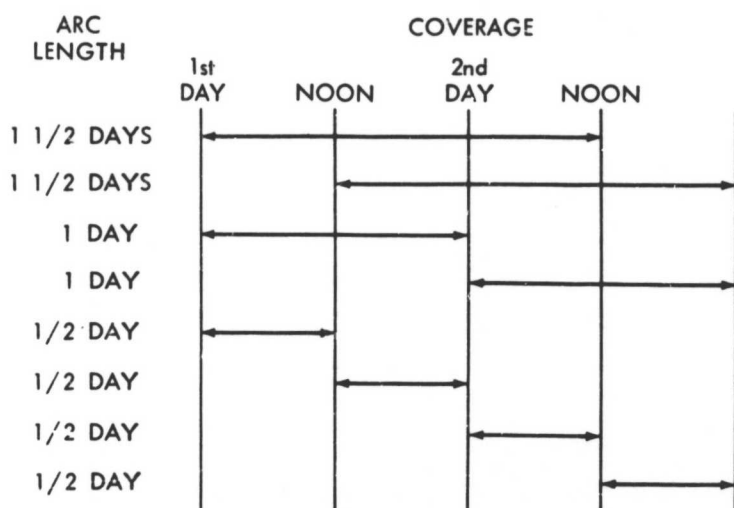 ARC
LENGTH
COVERAGE
1st
DAY
NOON
2nd
DAY
NOON
1 1/2 DAYS
1 1/2 DAYS
1 DAY
1 DAY
1/2 DAY
1/2 DAY
1/2 DAY
1/2 DAY